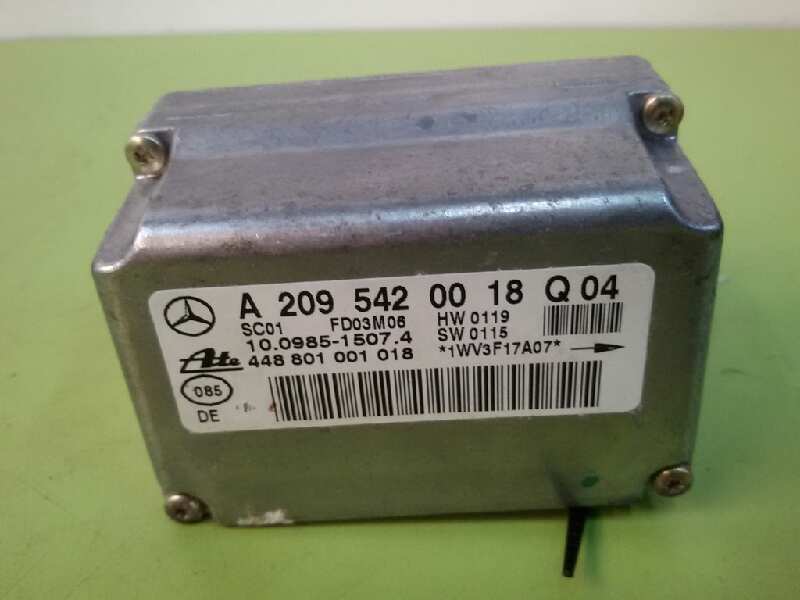 A 209 542 00 18 Q 04
SC01 FD03M06 HW 0119
10.0985-1507.4 SW 0115
Ate 448 801 001 018 *1WV3F17A07*
085
DE